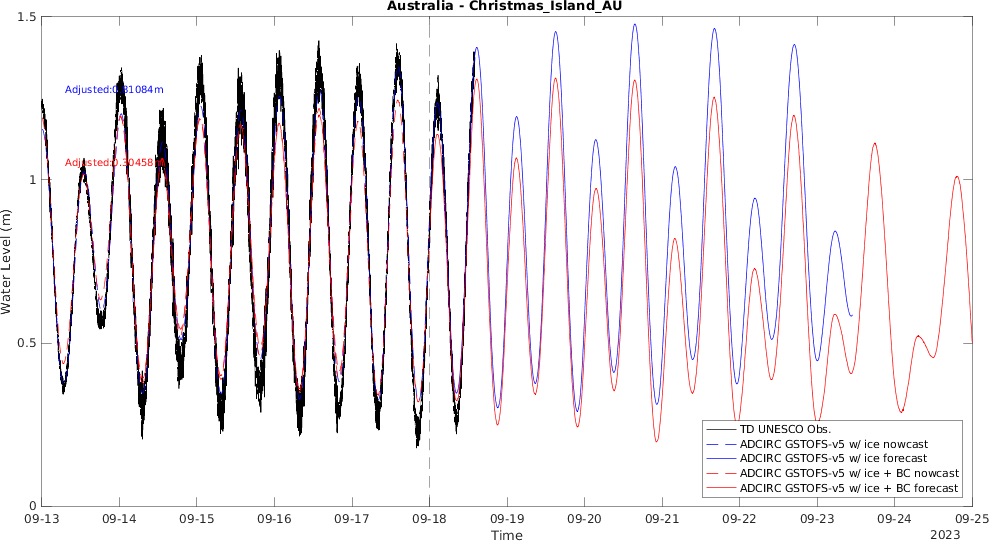 Australia - Christmas_Island_AU
1.5
Adjusted:0.31084m
Adjusted:0.30458
1
Water Level (m)
0.5
TD UNESCO Obs.
ADCIRC GSTOFS-v5 w/ ice nowcast
ADCIRC GSTOFS-v5 w/ ice forecast
ADCIRC GSTOFS-v5 w/ ice + BC nowcast
ADCIRC GSTOFS-v5 w/ ice + BC forecast
0
09-13 09-14 09-15 09-16 09-17 09-18 09-19 09-20 09-21 09-22 09-23 09-24 09-25
Time
2023